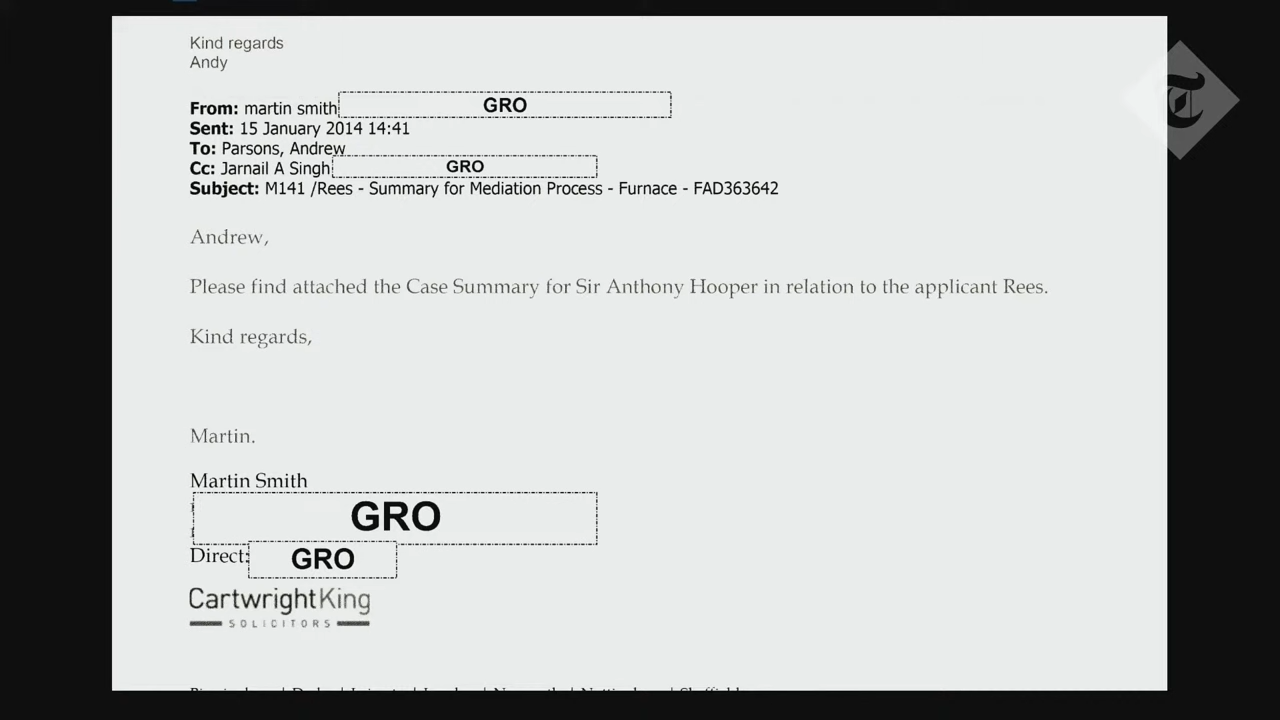 Kind regards
Andy
From: martin smith GRO
Sent: 15 January 2014 14:41
To: Parsons, Andrew
Cc: Jarnail A Singh GRO
Subject: M141 /Rees - Summary for Mediation Process - Furnace - FAD363642
Andrew,
Please find attached the Case Summary for Sir Anthony Hooper in relation to the applicant Rees.
Kind regards,
Martin.
Martin Smith
GRO
Direct: GRO
CartwrightKing
SOLICITORS
T